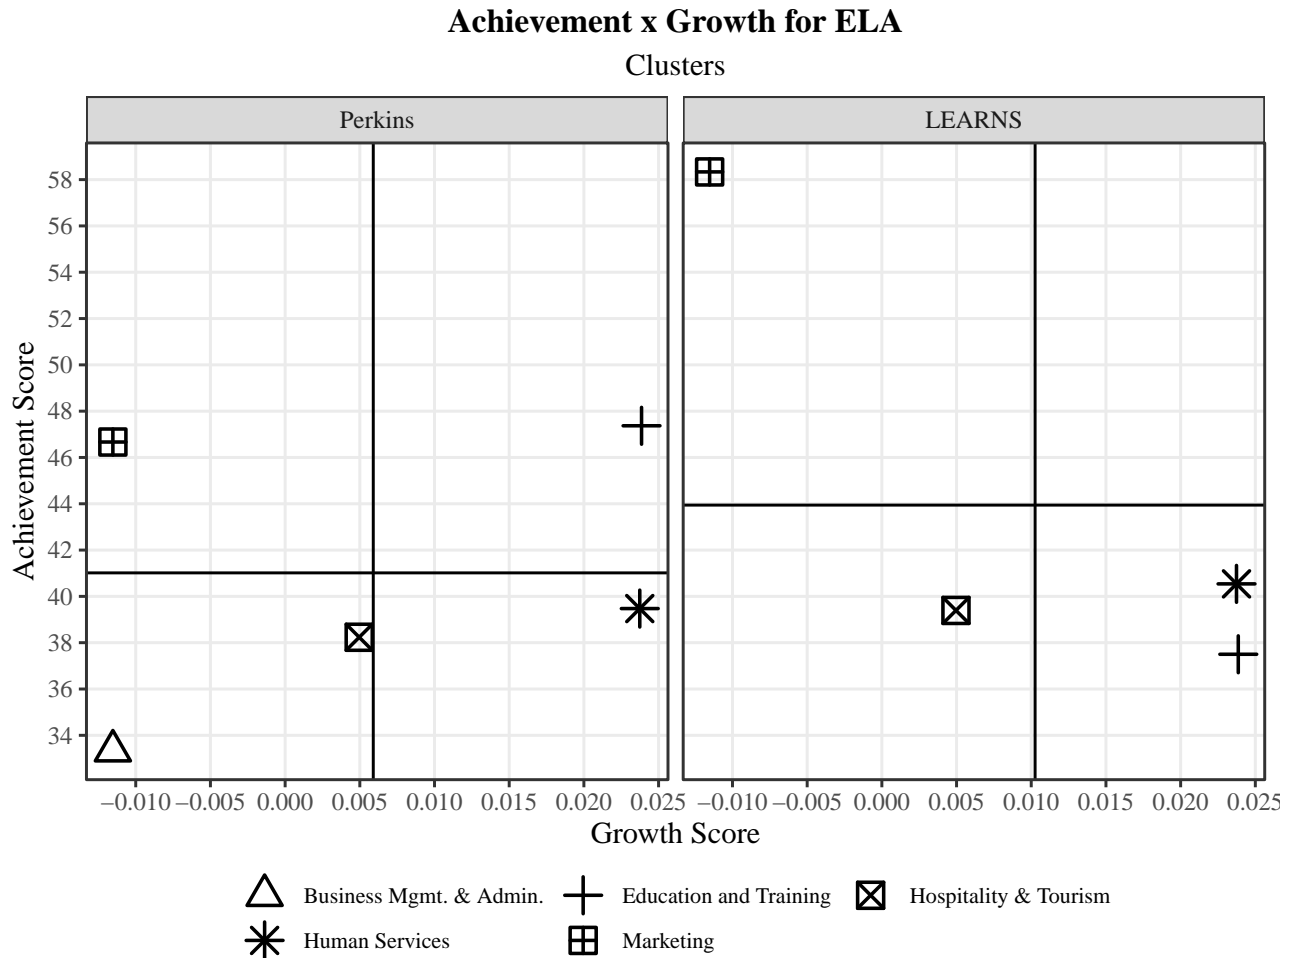 Achievement x Growth for ELA
Clusters
Perkins
LEARNS
Achievement Score
58
56
54
52
50
48
46
44
42
40
38
36
34
−0.010 −0.005 0.000 0.005 0.010 0.015 0.020 0.025
−0.010 −0.005 0.000 0.005 0.010 0.015 0.020 0.025
Growth Score
Business Mgmt. & Admin. Education and Training Hospitality & Tourism
Human Services Marketing